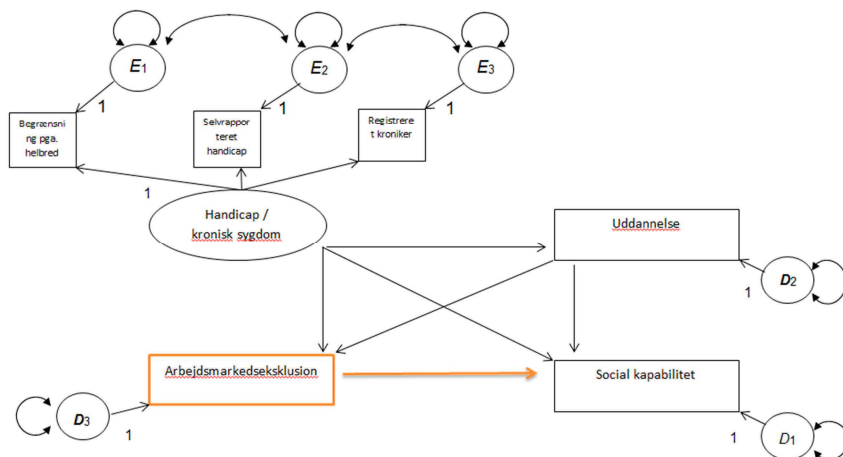 E1
E2
E3
1
1
1
Begrænsni
ng pga.
helbred
Selvrappor
teret
handicap
Registrere
t kroniker
1
Handicap /
kronisk sygdom
Uddannelse
D2
1
Arbejdsmarkedseksklusion
Social kapabilitet
D3
1
1
D1